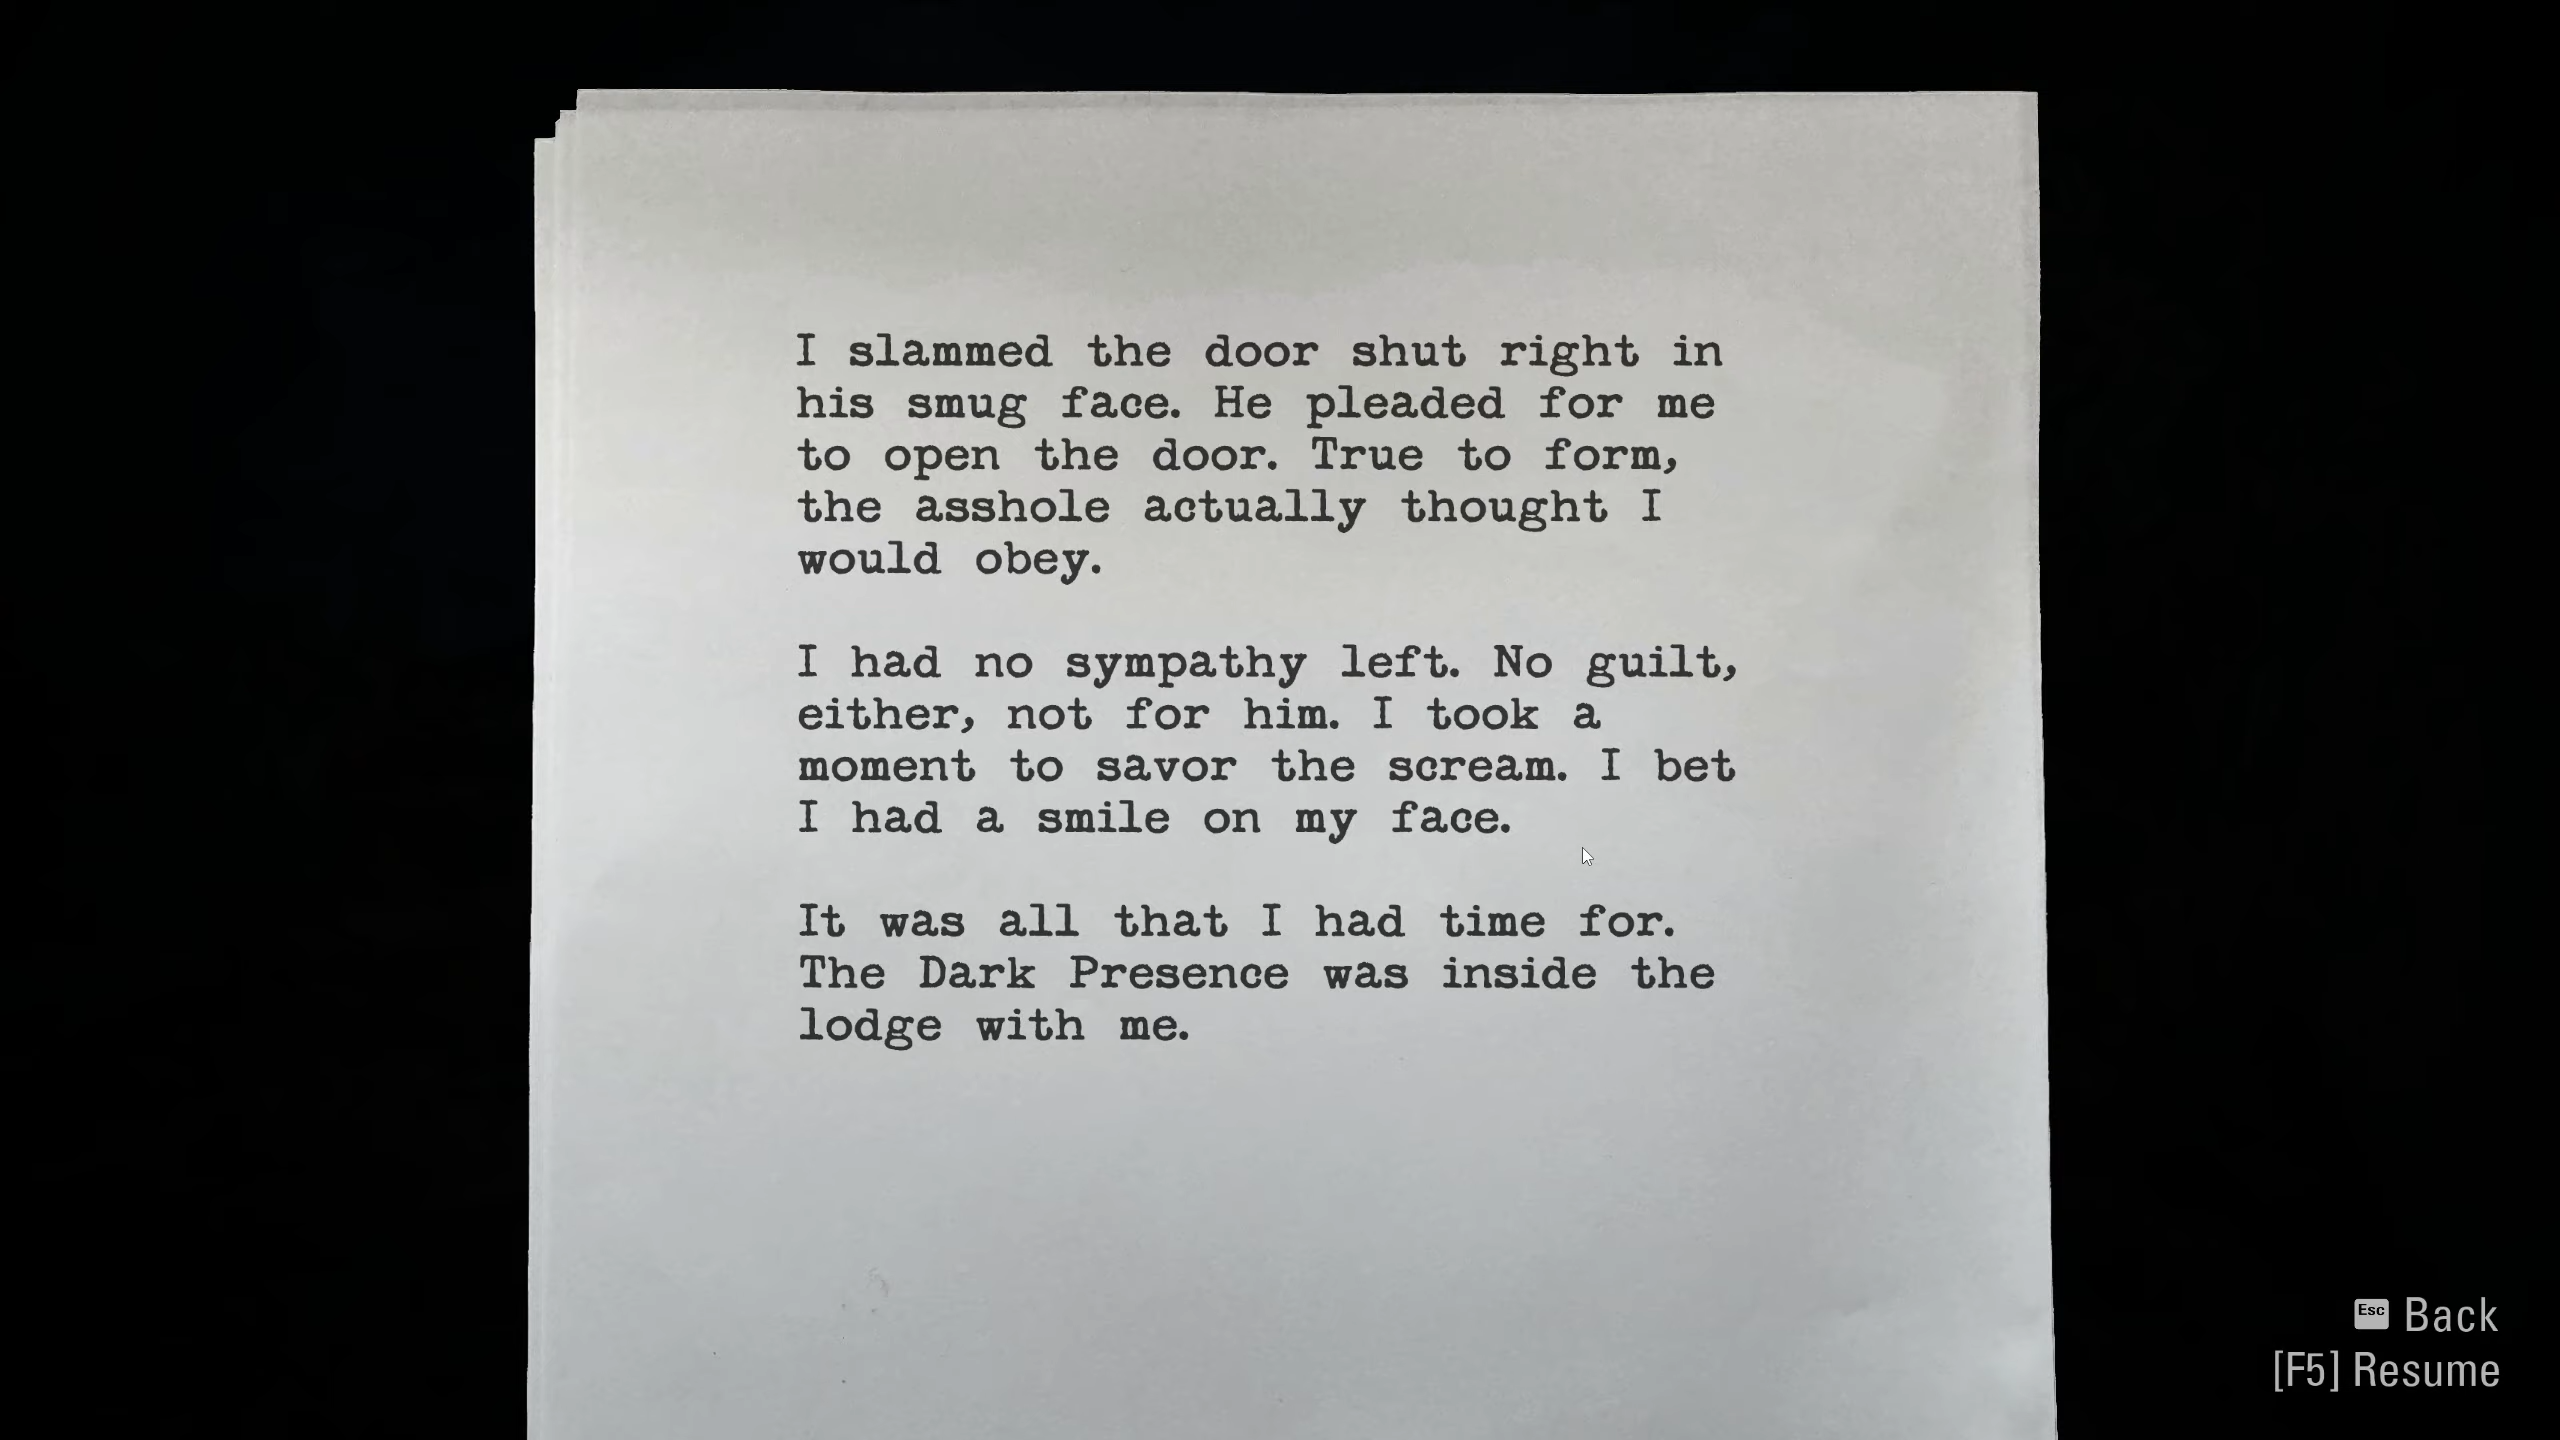 I slammed the door shut right in
his smug face. He pleaded for me
to open the door. True to form,
the asshole actually thought I
would obey.
I had no sympathy left. No guilt,
either, not for him. I took a
moment to savor the scream. I bet
I had a smile on my face.
It was all that I had time for.
The Dark Presence was inside the
lodge with me.
Esc Back
[F5] Resume